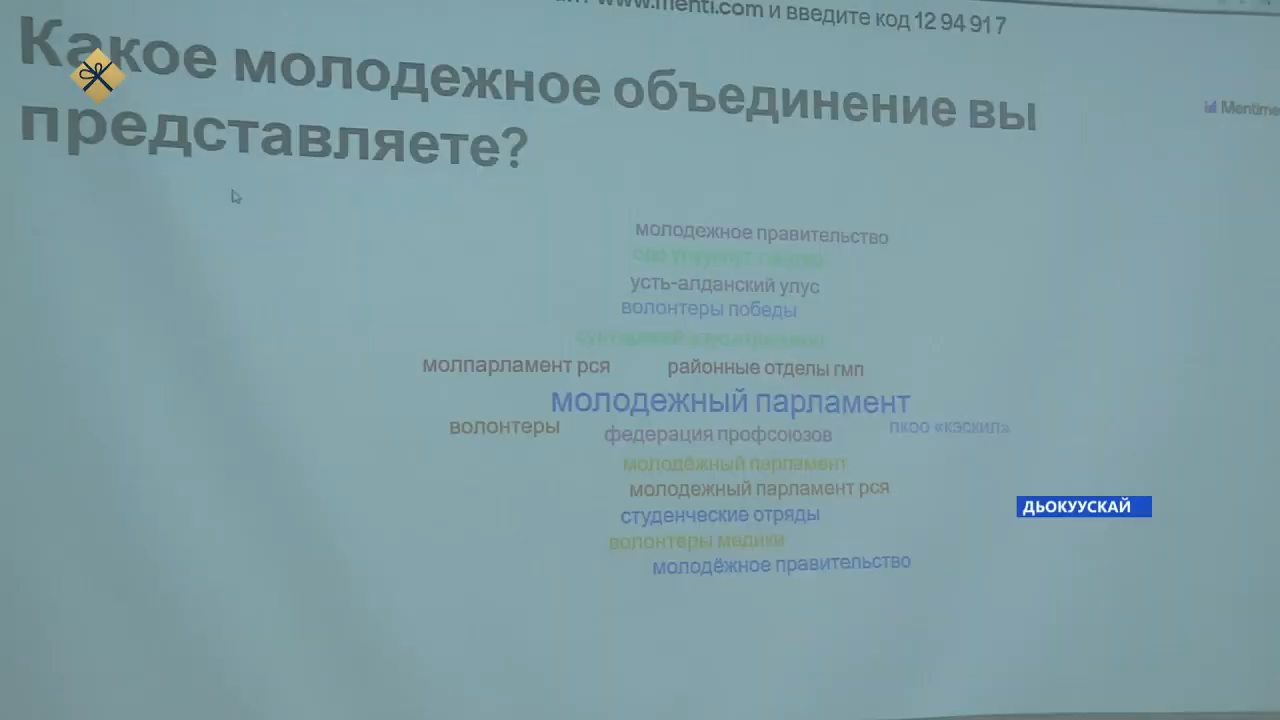 www.menti.com и введите код 12 94 91 7
Какое молодежное объединение вы
представляете?
Mentime
молодежное правительство
усть-алданский улус
волонтеры победы
молпарламент рся
районные отделы гмп
молодежный парламент
волонтеры
федерация профсоюзов
пкоо «кэскил»
молодёжный парламент
молодежный парламент рся
студенческие отряды
волонтеры медики
молодёжное правительство
ДЬОКУУСКАЙ